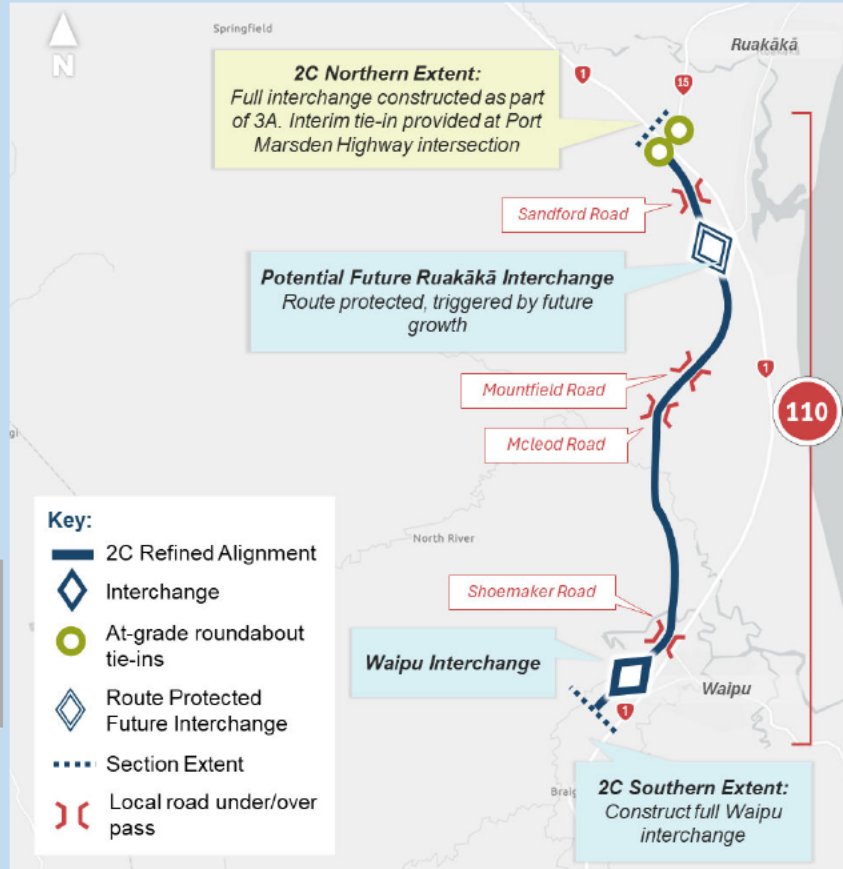 Springfield
N
1
15
Ruakākā
2C Northern Extent:
Full interchange constructed as part
of 3A. Interim tie-in provided at Port
Marsden Highway intersection
Sandford Road
Potential Future Ruakākā Interchange
Route protected, triggered by future
growth
Mountfield Road
1
110
Mcleod Road
Key:
2C Refined Alignment
Interchange
At-grade roundabout
tie-ins
Route Protected
Future Interchange
Section Extent
Local road under/over
pass
North River
Shoemaker Road
Waipu Interchange
Waipu
1
2C Southern Extent:
Construct full Waipu
interchange